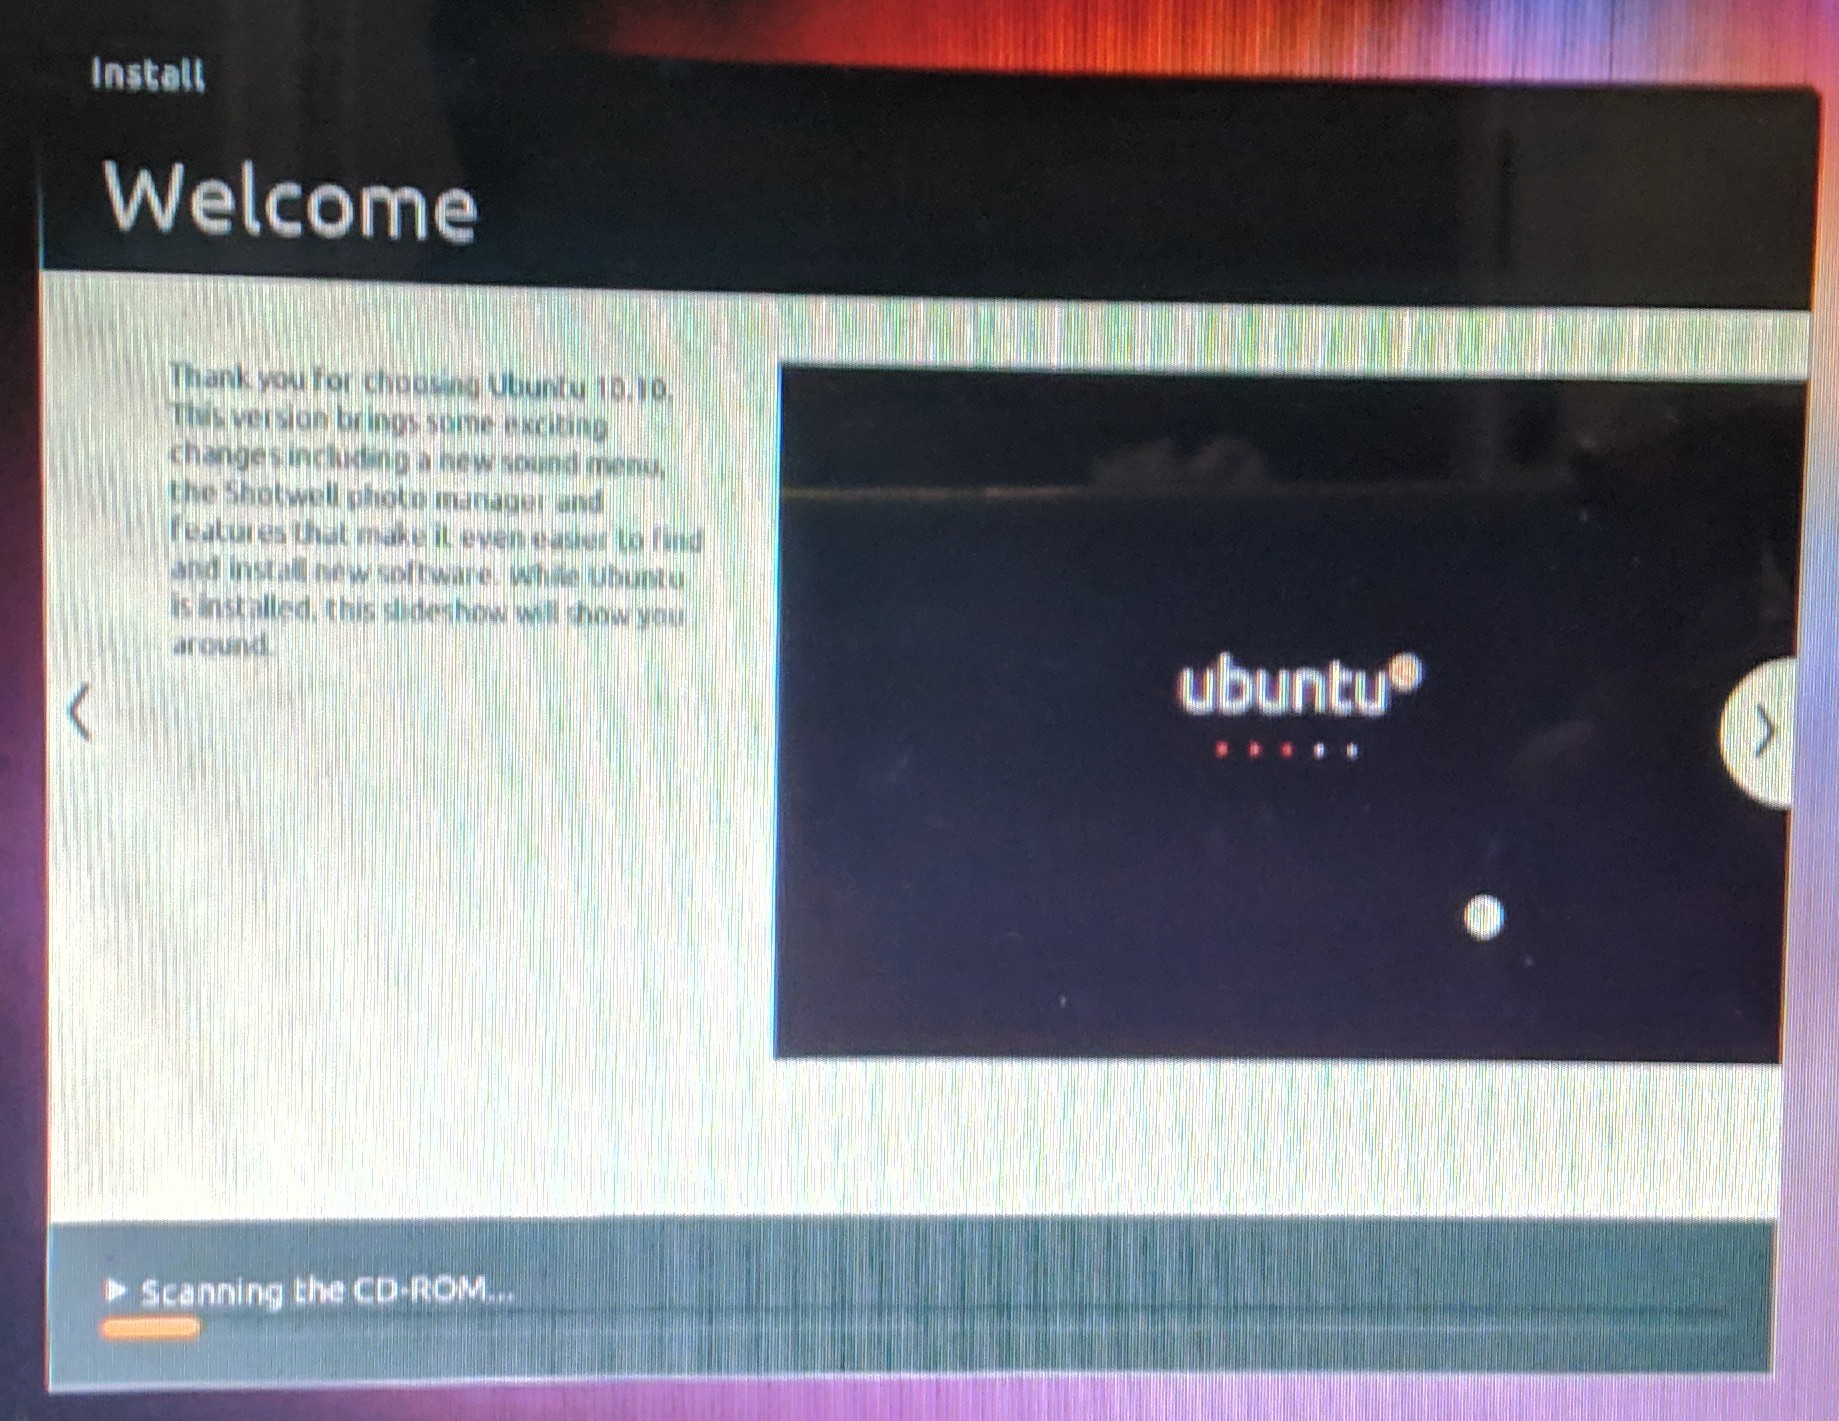 Install
Welcome
Thank you for choosing Ubuntu 10.10.
This version brings some exciting
changes including a new sound menu,
the Shotwell photo manager and
features that make it even easier to find
and install new software. While Ubuntu
is installed, this slideshow will show you
around.
ubuntu
Scanning the CD-ROM...